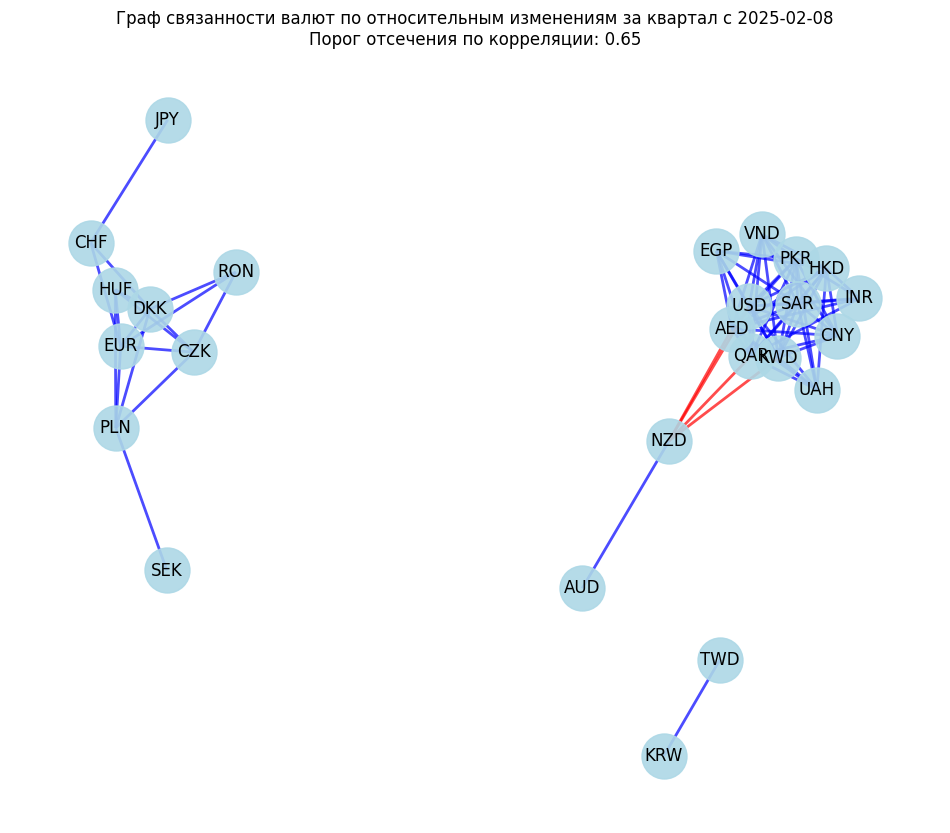 Граф связанности валют по относительным изменениям за квартал с 2025-02-08
Порог отсечения по корреляции: 0.65
JPY
CHF
HUF
DKK
RON
EUR
CZK
PLN
SEK
VND
EGP
PKR
HKD
USD
SAR
INR
AED
CNY
QAR
KWD
UAH
NZD
AUD
TWD
KRW